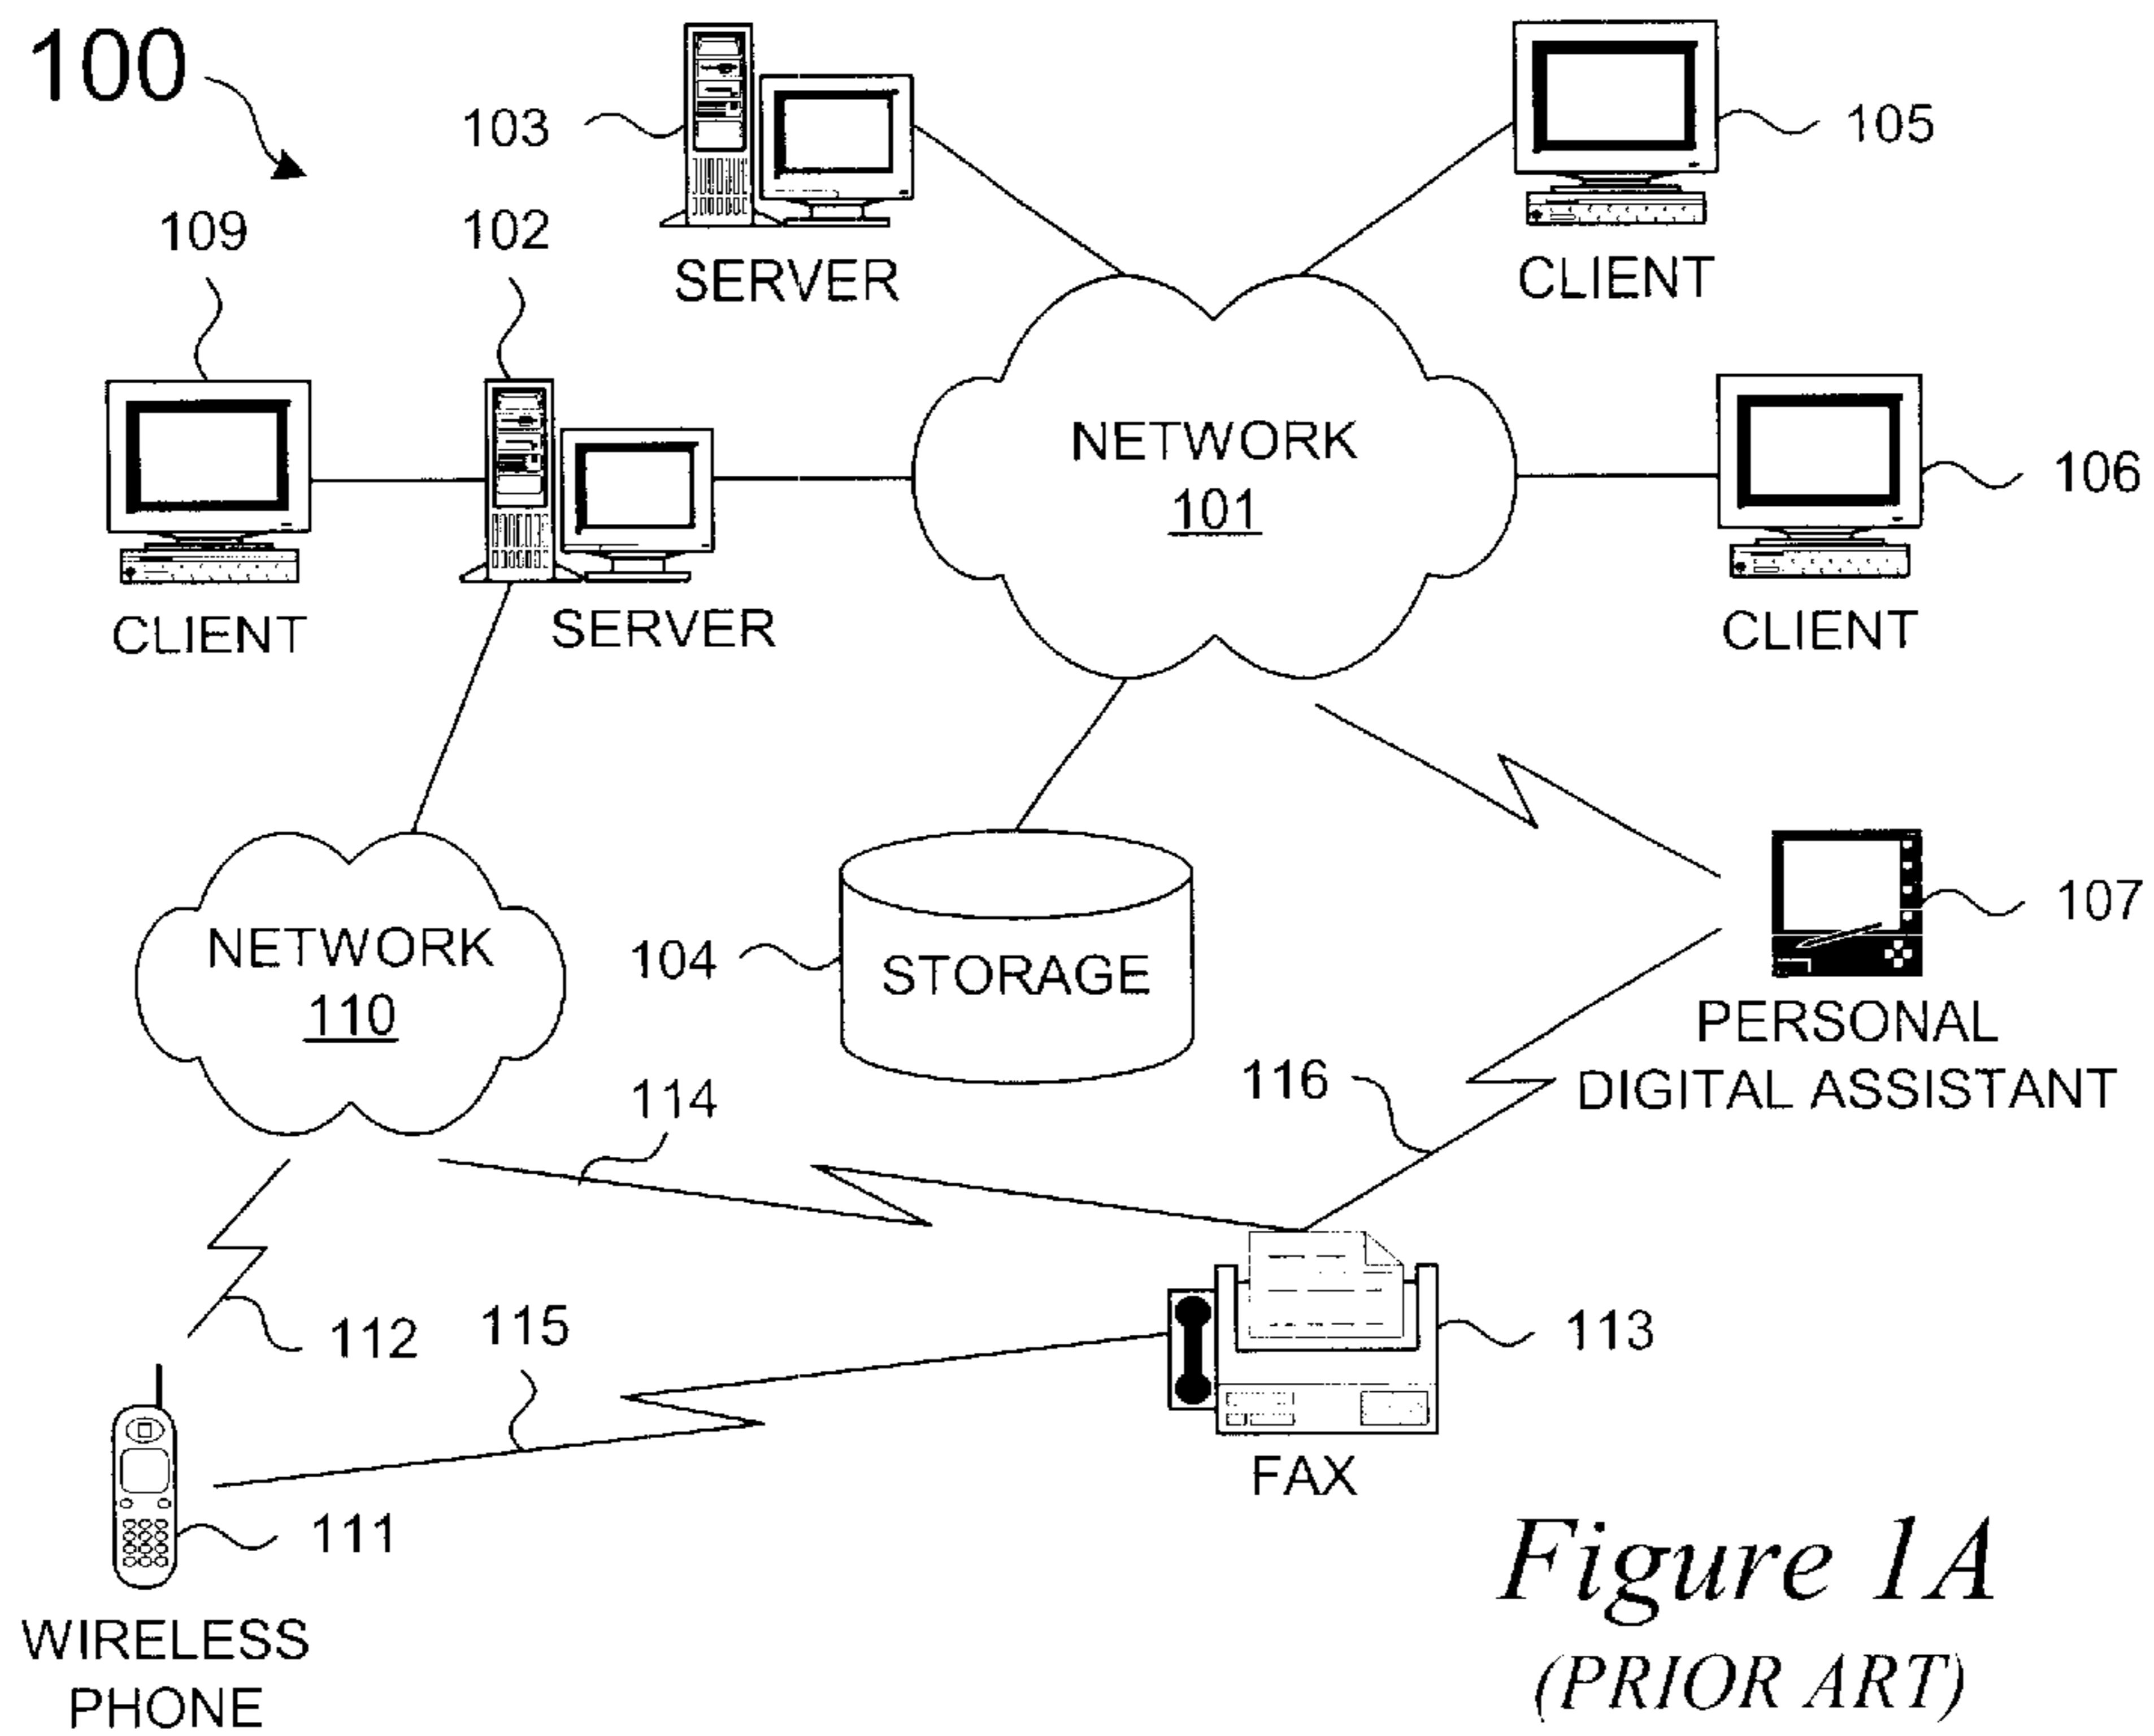 100
103
105
109
102
SERVER
CLIENT
NETWORK
101
106
CLIENT
SERVER
CLIENT
NETWORK
110
104
STORAGE
107
PERSONAL
DIGITAL ASSISTANT
116
114
112
115
113
111
FAX
WIRELESS
PHONE
Figure 1A
(PRIOR ART)